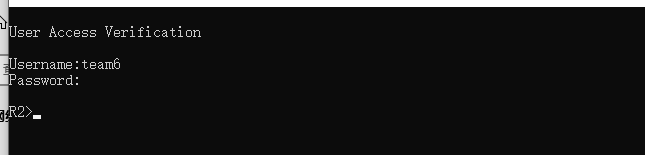 User Access Verification
Username:team6
Password:
R2>